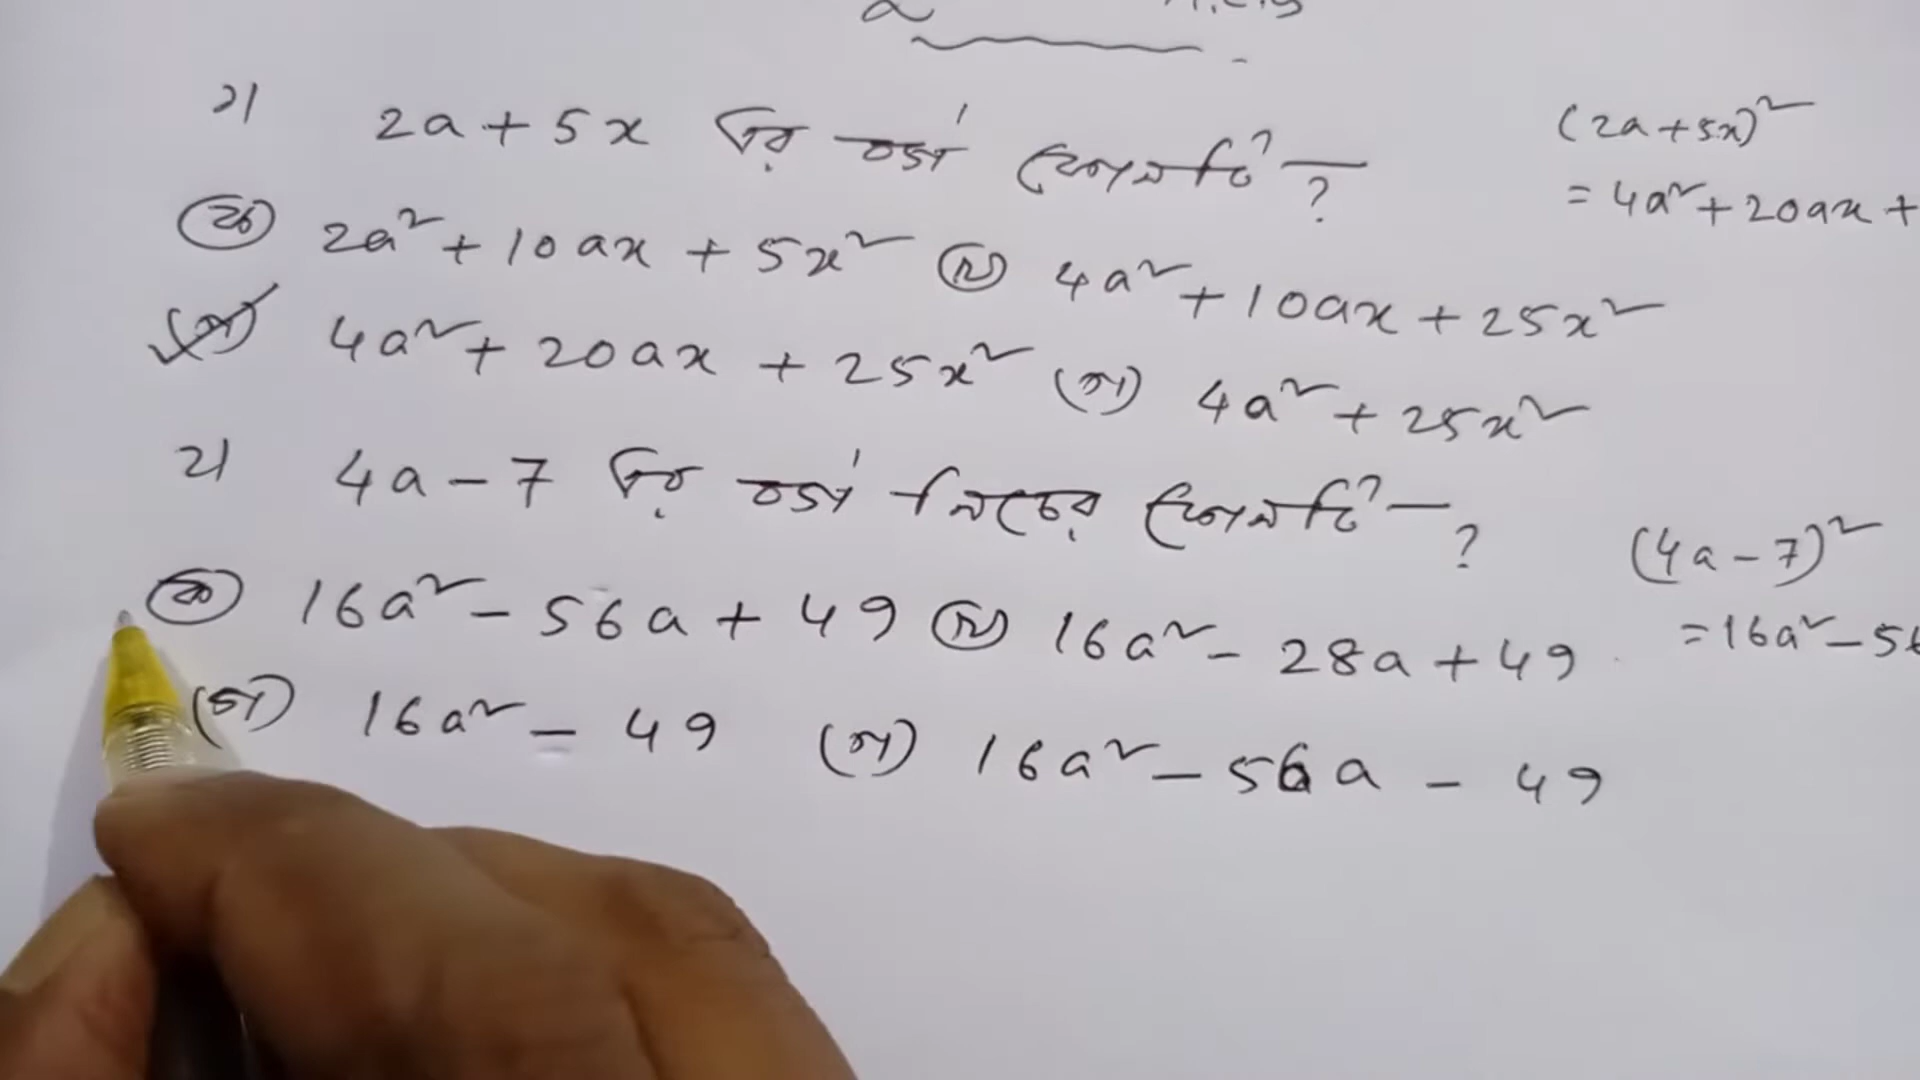 ১। 2a + 5x এর বর্গ কোনটি?
(2a + 5x)²
= 4a² + 20ax +
(ক) 2a² + 10ax + 5x² (খ) 4a² + 10ax + 25x²
(গ) 4a² + 20ax + 25x² (ঘ) 4a² + 25x²
২। 4a - 7 এর বর্গ নিচের কোনটি?
(4a - 7)²
= 16a² - 56
(ক) 16a² - 56a + 49 (খ) 16a² - 28a + 49
(গ) 16a² - 49 (ঘ) 16a² - 56a - 49